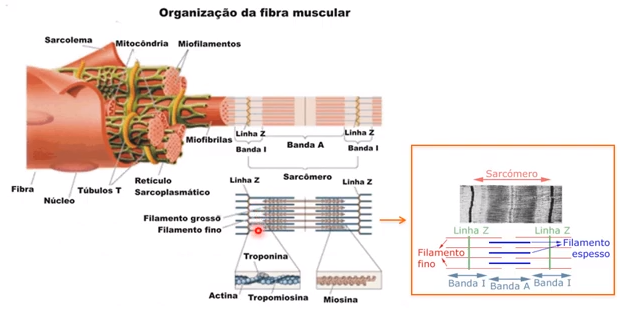 Organização da fibra muscular
Sarcolema
Mitocôndria
Miofilamentos
Miofibrilas
Linha Z
Linha Z
Banda I
Banda A
Banda I
Sarcômero
Fibra
Núcleo
Túbulos T
Retículo
Sarcoplasmático
Linha Z
Linha Z
Filamento grosso
Filamento fino
Troponina
Actina
Tropomiosina
Miosina
Sarcómero
Linha Z
Linha Z
Filamento
fino
Filamento
espesso
Banda I
Banda A
Banda I